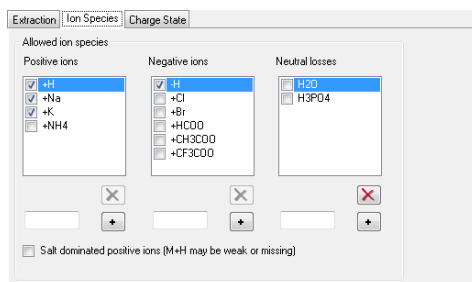 Extraction Ion Species Charge State
Allowed ion species
Positive ions Negative ions Neutral losses
+H -H H2O
+Na +Cl H3PO4
+K +Br
+NH4 +HCOO
+CH3COO
+CF3COO
+ + +
Salt dominated positive ions (M+H may be weak or missing)